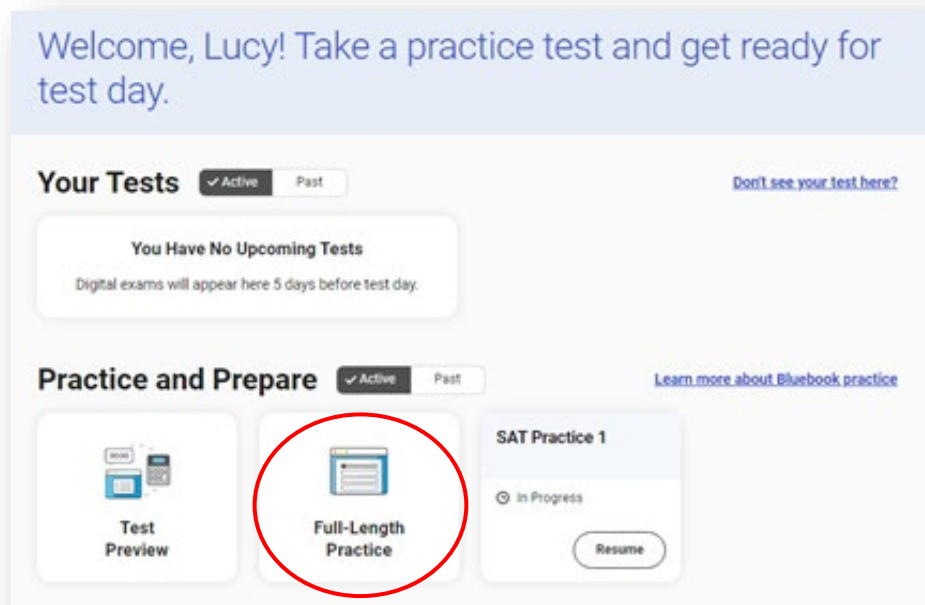 Welcome, Lucy! Take a practice test and get ready for
test day.
Your Tests
Active
Past
Don't see your test here?
You Have No Upcoming Tests
Digital exams will appear here 5 days before test day.
Practice and Prepare
Active
Past
Learn more about Bluebook practice
Test
Preview
Full-Length
Practice
SAT Practice 1
In Progress
Resume